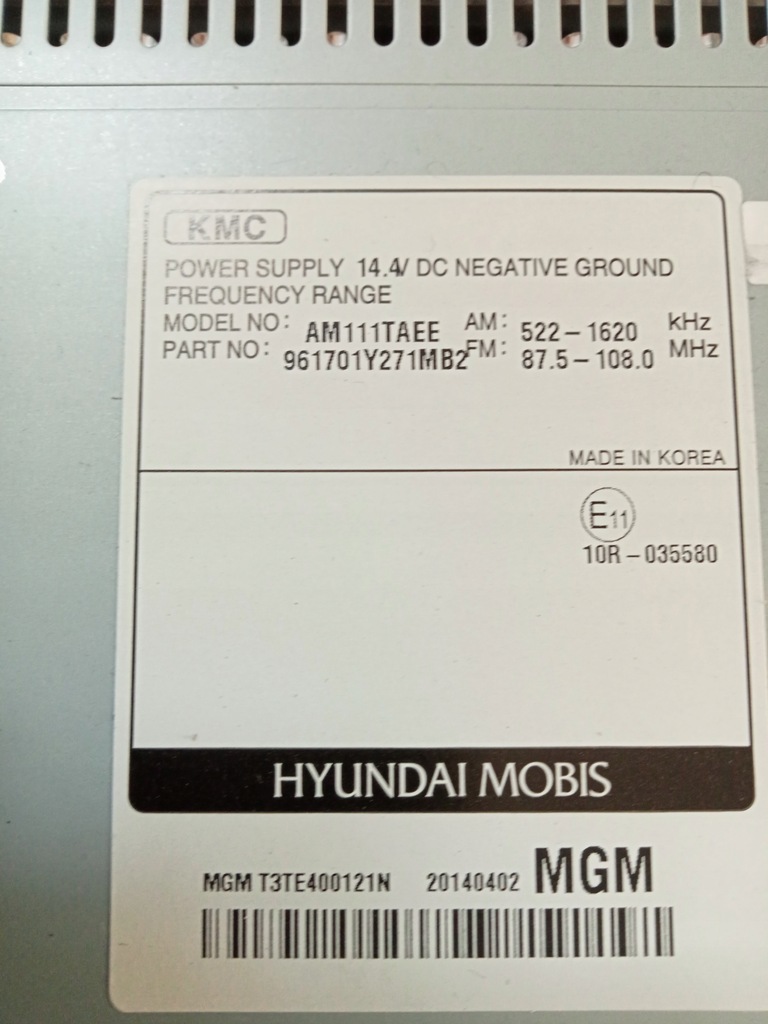 KMC
POWER SUPPLY 14.4V DC NEGATIVE GROUND
FREQUENCY RANGE
MODEL NO: AM111TAEE AM: 522-1620 kHz
PART NO: 961701Y271MB2 FM: 87.5-108.0 MHz
MADE IN KOREA
E11
10R-035580
HYUNDAI MOBIS
MGM T3TE400121N 20140402 MGM